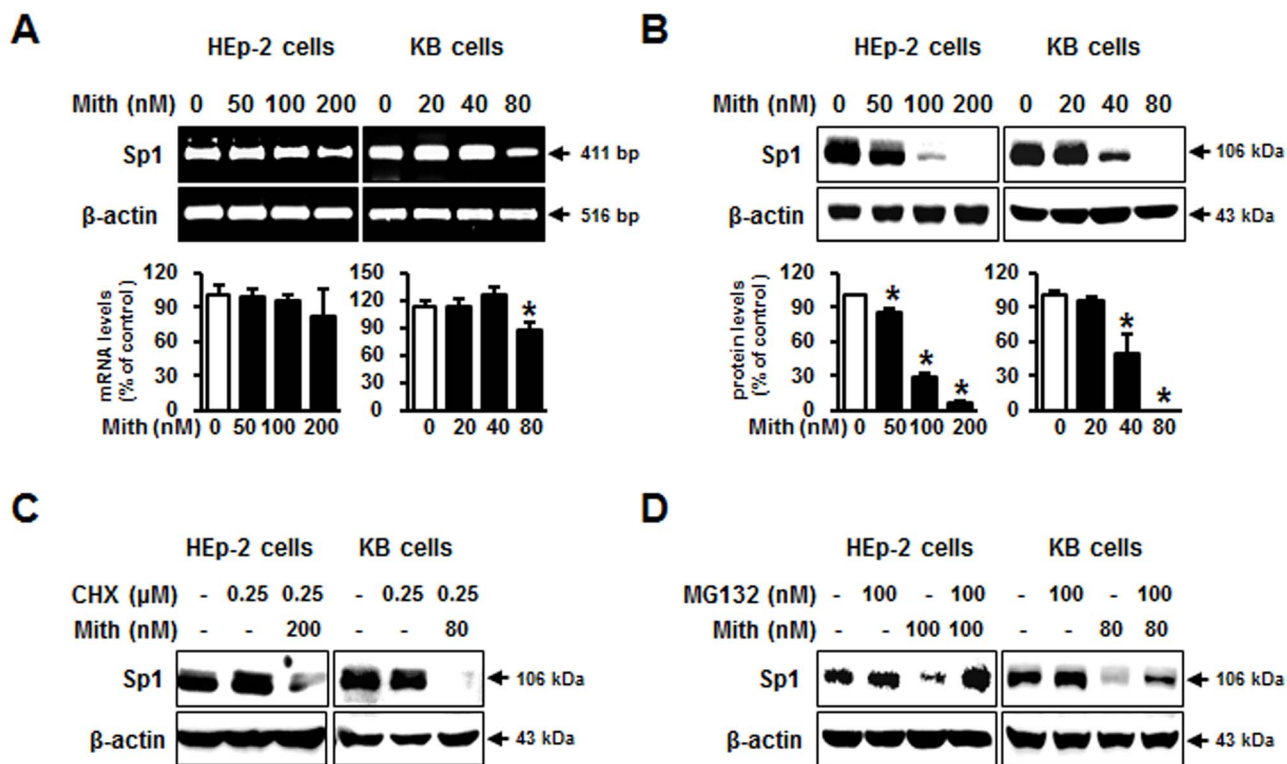 A
HEp-2 cells KB cells
Mith (nM) 0 50 100 200 0 20 40 80
Sp1 411 bp
β-actin 516 bp
mRNA levels
(% of control)
120 150
90 120
60 90
30 60
0 30
0
0 50 100 200 0 20 40 80
Mith (nM)
* 
B
HEp-2 cells KB cells
Mith (nM) 0 50 100 200 0 20 40 80
Sp1 106 kDa
β-actin 43 kDa
protein levels
(% of control)
120 120
90 90
60 60
30 30
0 0
* * * * *
Mith (nM) 0 50 100 200 0 20 40 80
C
HEp-2 cells KB cells
CHX (μM) - 0.25 0.25 - 0.25 0.25
Mith (nM) - - 200 - - 80
Sp1 106 kDa
β-actin 43 kDa
D
HEp-2 cells KB cells
MG132 (nM) - 100 - 100 - 100 - 100
Mith (nM) - - 100 100 - - 80 80
Sp1 106 kDa
β-actin 43 kDa